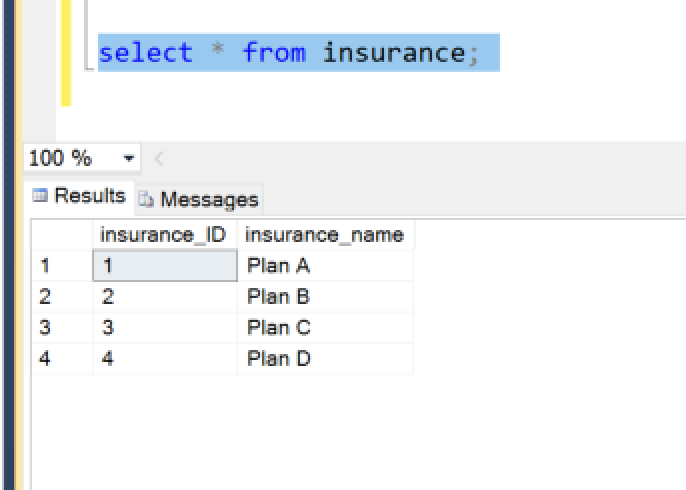 select * from insurance;
100 %
Results Messages
insurance_ID insurance_name
1 1 Plan A
2 2 Plan B
3 3 Plan C
4 4 Plan D